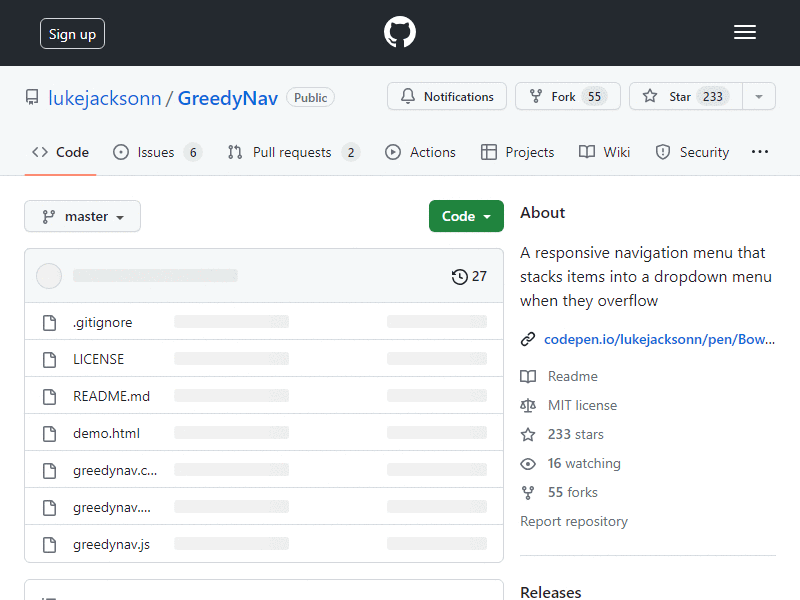 Sign up
lukejacksonn / GreedyNav Public
Notifications Fork 55 Star 233
Code Issues 6 Pull requests 2 Actions Projects Wiki Security
master Code
27
.gitignore
LICENSE
README.md
demo.html
greedynav.c...
greedynav....
greedynav.js
About
A responsive navigation menu that
stacks items into a dropdown menu
when they overflow
codepen.io/lukejacksonn/pen/Bow...
Readme
MIT license
233 stars
16 watching
55 forks
Report repository
Releases